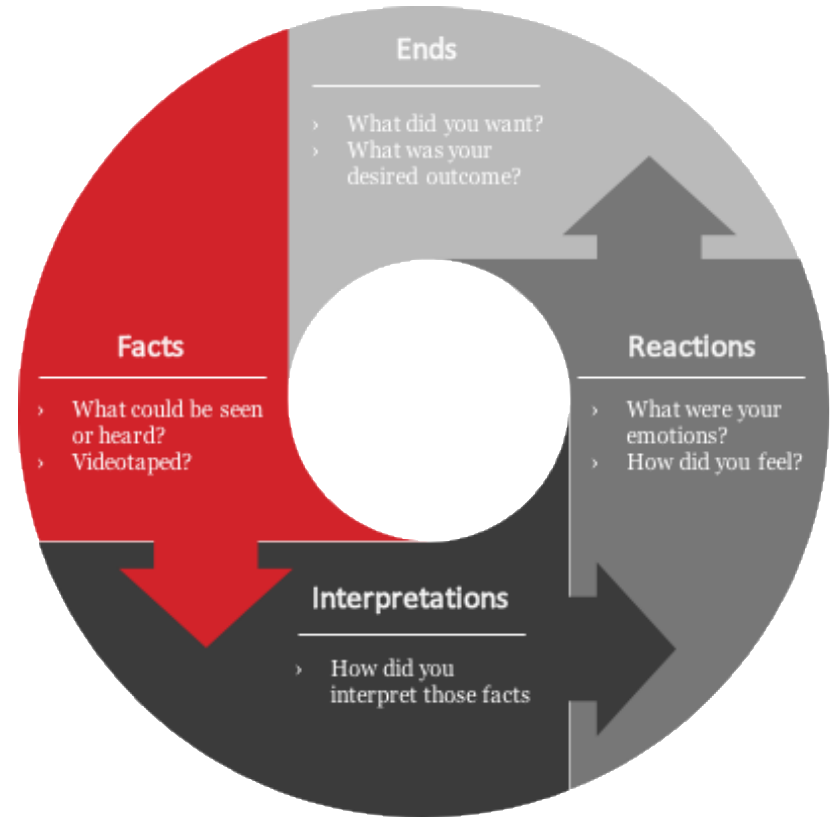 Ends
› What did you want?
› What was your
desired outcome?
Facts
› What could be seen
or heard?
› Videotaped?
Reactions
› What were your
emotions?
› How did you feel?
Interpretations
› How did you
interpret those facts